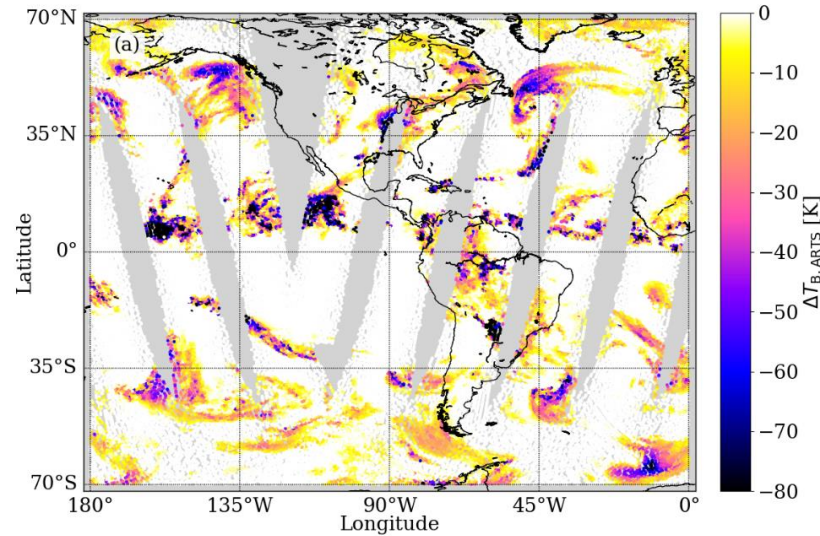 (a)
70°N
35°N
0°
35°S
70°S
Latitude
180°
135°W
90°W
45°W
0°
Longitude
0
−10
−20
−30
−40
−50
−60
−70
−80
ΔT_B,ARTS [K]